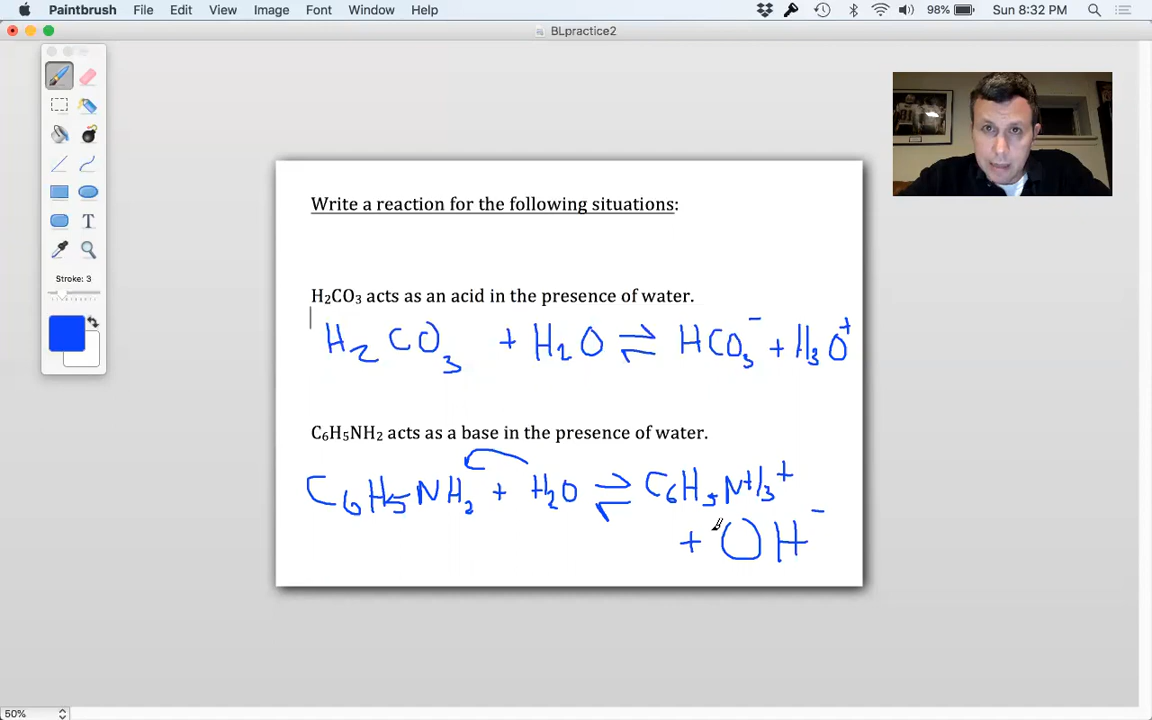 Paintbrush File Edit View Image Font Window Help 98% Sun 8:32 PM
BLpractice2
Write a reaction for the following situations:
H₂CO₃ acts as an acid in the presence of water.
H₂CO₃ + H₂O ⇌ HCO₃⁻ + H₃O⁺
C₆H₅NH₂ acts as a base in the presence of water.
C₆H₅NH₂ + H₂O ⇌ C₆H₅NH₃⁺
+ OH⁻
T
Stroke: 3
50%